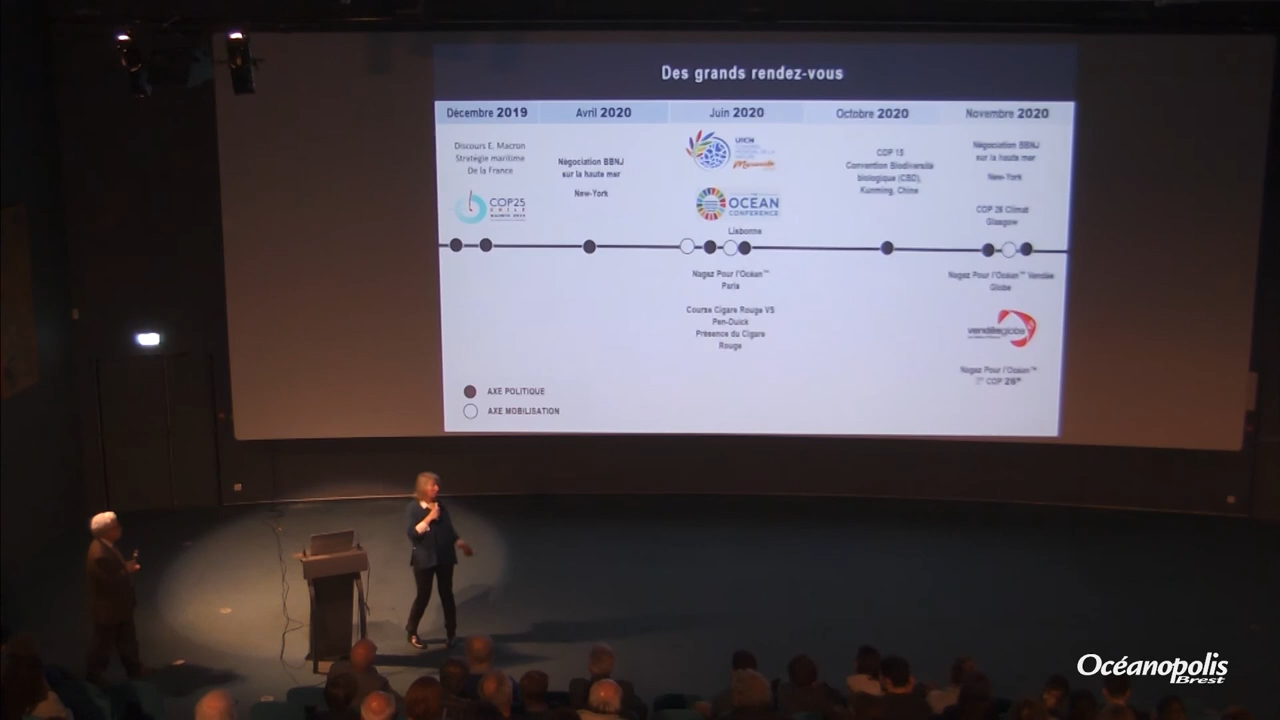 Des grands rendez-vous
Décembre 2019
Avril 2020
Juin 2020
Octobre 2020
Novembre 2020
Discours E. Macron
Stratégie maritime
De la France
COP25
CHILE
MADRID 2019
Négociation BBNJ
sur la haute mer
New-York
UICN
Marseille
OCEAN
CONFERENCE
Lisbonne
COP 15
Convention Biodiversité
biologique (CBD),
Kunming, Chine
Négociation BBNJ
sur la haute mer
New-York
COP 26 Climat
Glasgow
Nagez Pour l'Océan™
Paris
Course Cigare Rouge VS
Pen-Duick
Présence du Cigare
Rouge
Nagez Pour l'Océan™ Vendée
Globe
vendéeglobe
Nagez Pour l'Océan™
COP 26
AXE POLITIQUE
AXE MOBILISATION
Océanopolis
Brest